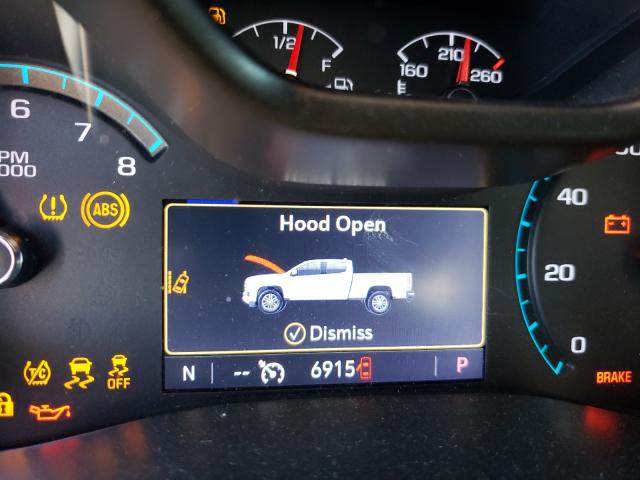 1/2 F
210
160 260
6
7
8
PM
000
ABS
40
20
0
Hood Open
Dismiss
N -- 6915 P
T/C
OFF
BRAKE